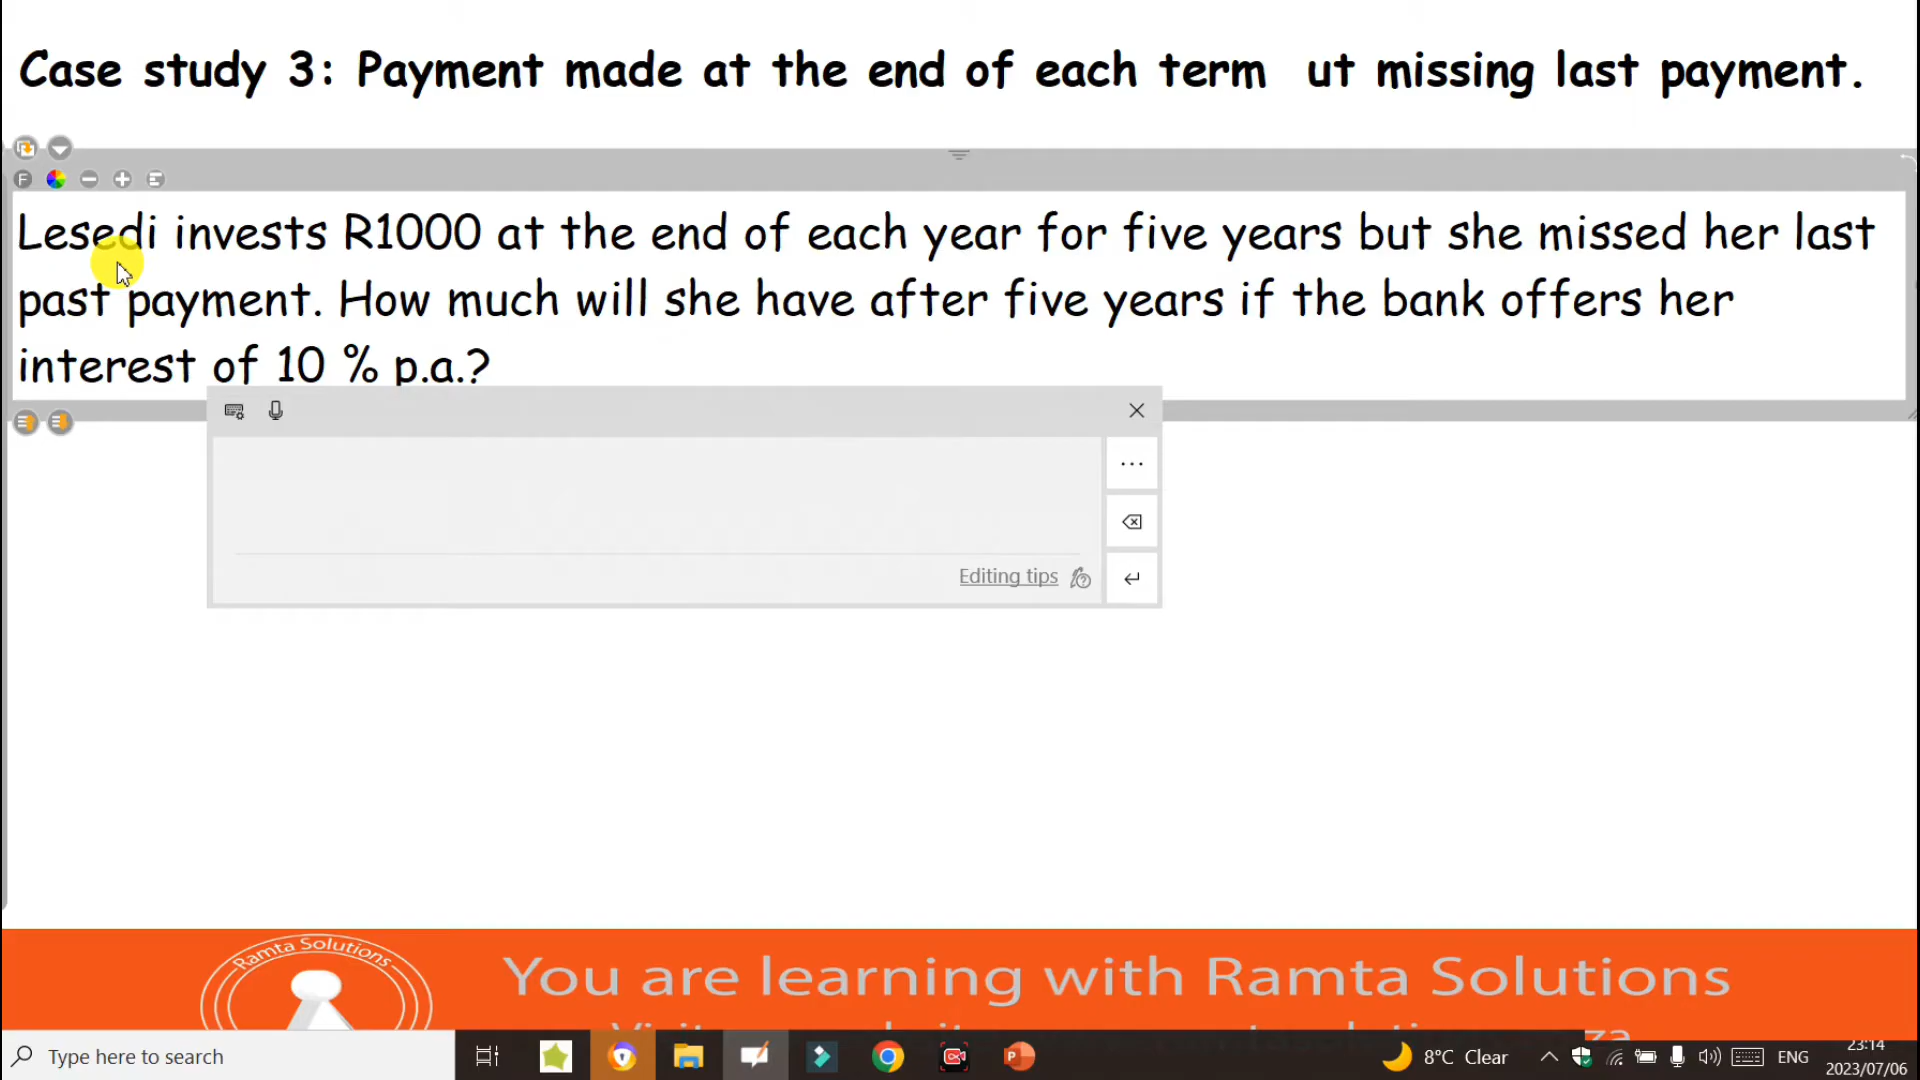 Case study 3: Payment made at the end of each term ut missing last payment.
F
Lesedi invests R1000 at the end of each year for five years but she missed her last
past payment. How much will she have after five years if the bank offers her
interest of 10 % p.a.?
Editing tips
Ramta Solutions
You are learning with Ramta Solutions
Type here to search
8°C Clear
ENG
23:14
2023/07/06